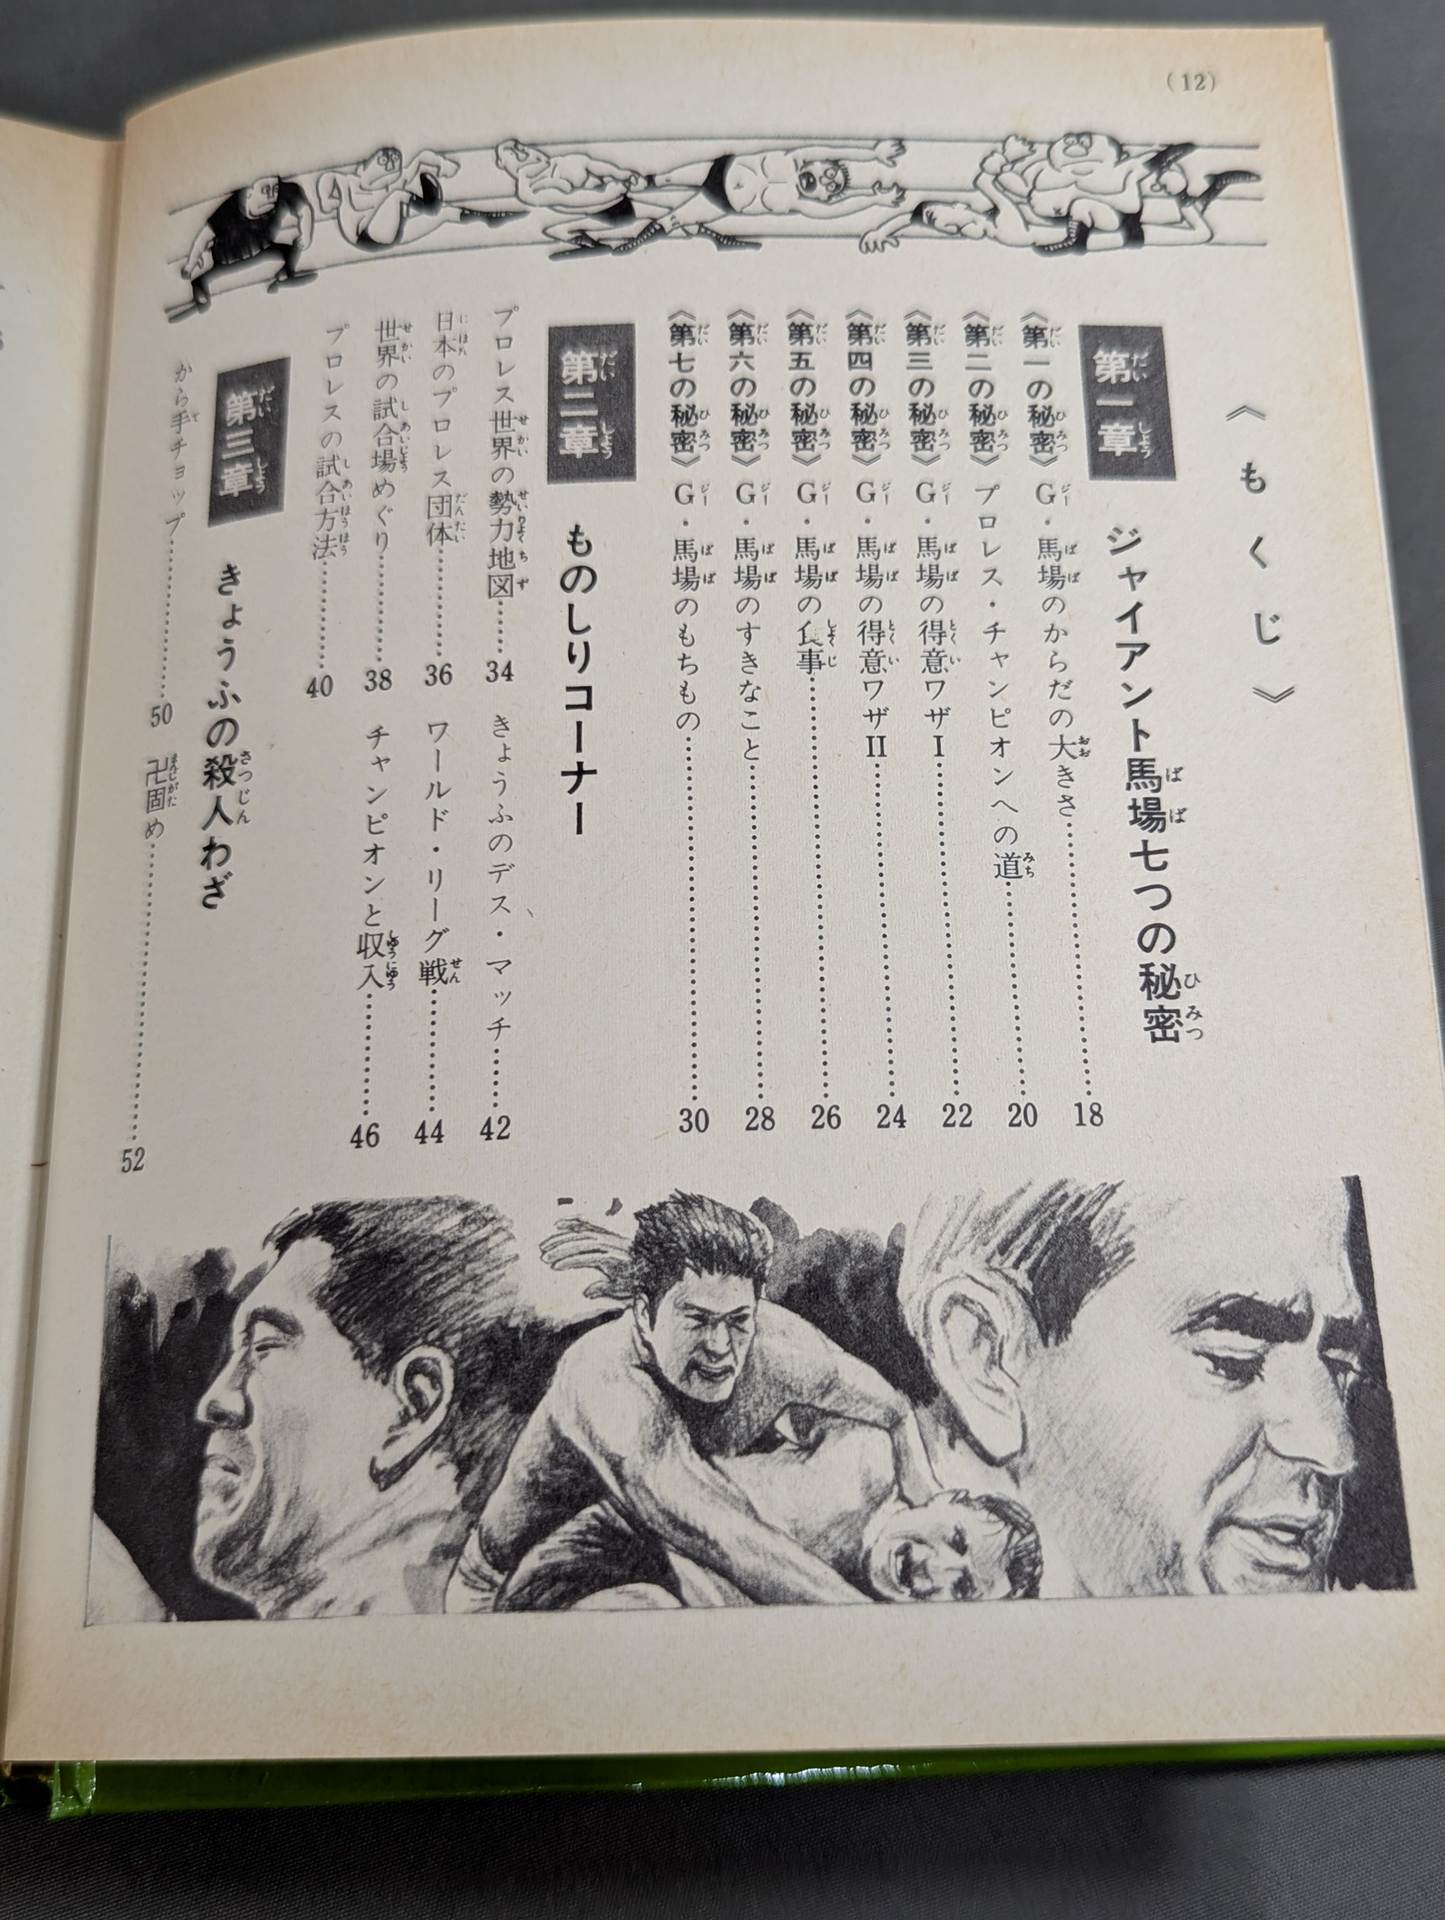 (12)
《もくじ》
第一章 ジャイアント馬場七つの秘密
《第一の秘密》G・馬場のからだの大きさ……18
《第二の秘密》プロレス・チャンピオンへの道……20
《第三の秘密》G・馬場の得意ワザI……22
《第四の秘密》G・馬場の得意ワザII……24
《第五の秘密》G・馬場の食事……26
《第六の秘密》G・馬場のすきなこと……28
《第七の秘密》G・馬場のもちもの……30
第二章 ものしりコーナー
プロレス世界の勢力地図……34
日本のプロレス団体……36
世界の試合場めぐり……38
プロレスの試合方法……40
きょうふのデス・マッチ……42
ワールド・リーグ戦……44
チャンピオンと収入……46
第三章 きょうふの殺人わざ
から手チョップ……50
卍固め……52